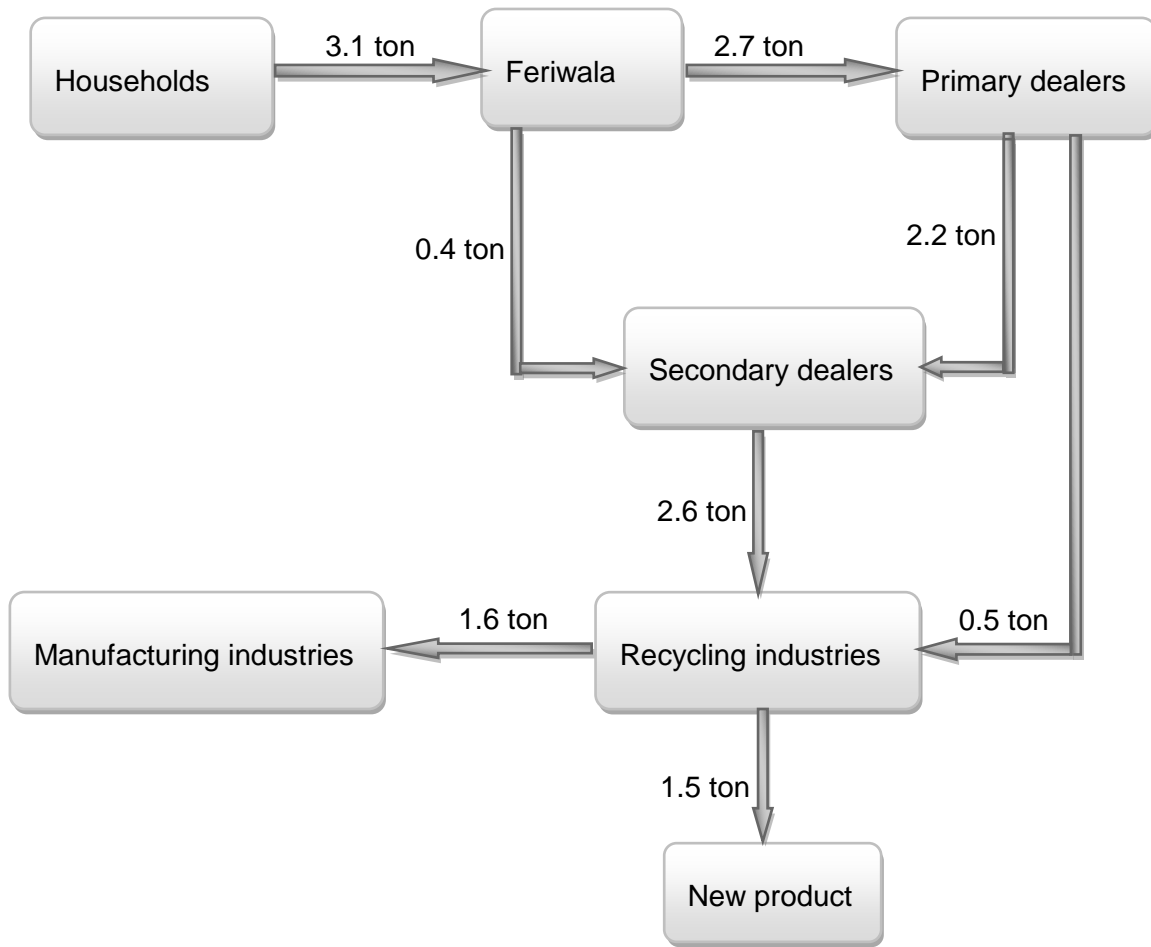 3.1 ton
2.7 ton
Households
Feriwala
Primary dealers
0.4 ton
2.2 ton
Secondary dealers
2.6 ton
1.6 ton
0.5 ton
Manufacturing industries
Recycling industries
1.5 ton
New product